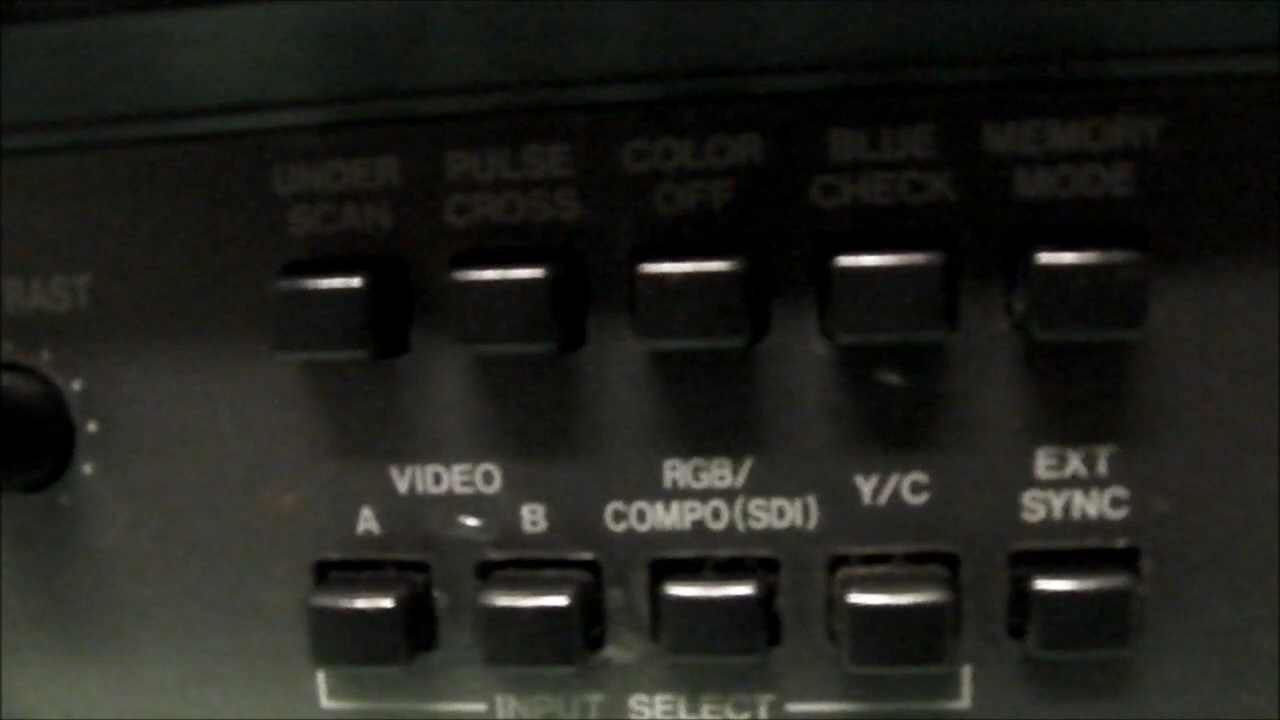 UNDER
SCAN
PULSE
CROSS
COLOR
OFF
BLUE
CHECK
MEMORY
MODE
RAST
VIDEO
A B
RGB/
COMPO(SDI)
Y/C
EXT
SYNC
INPUT SELECT